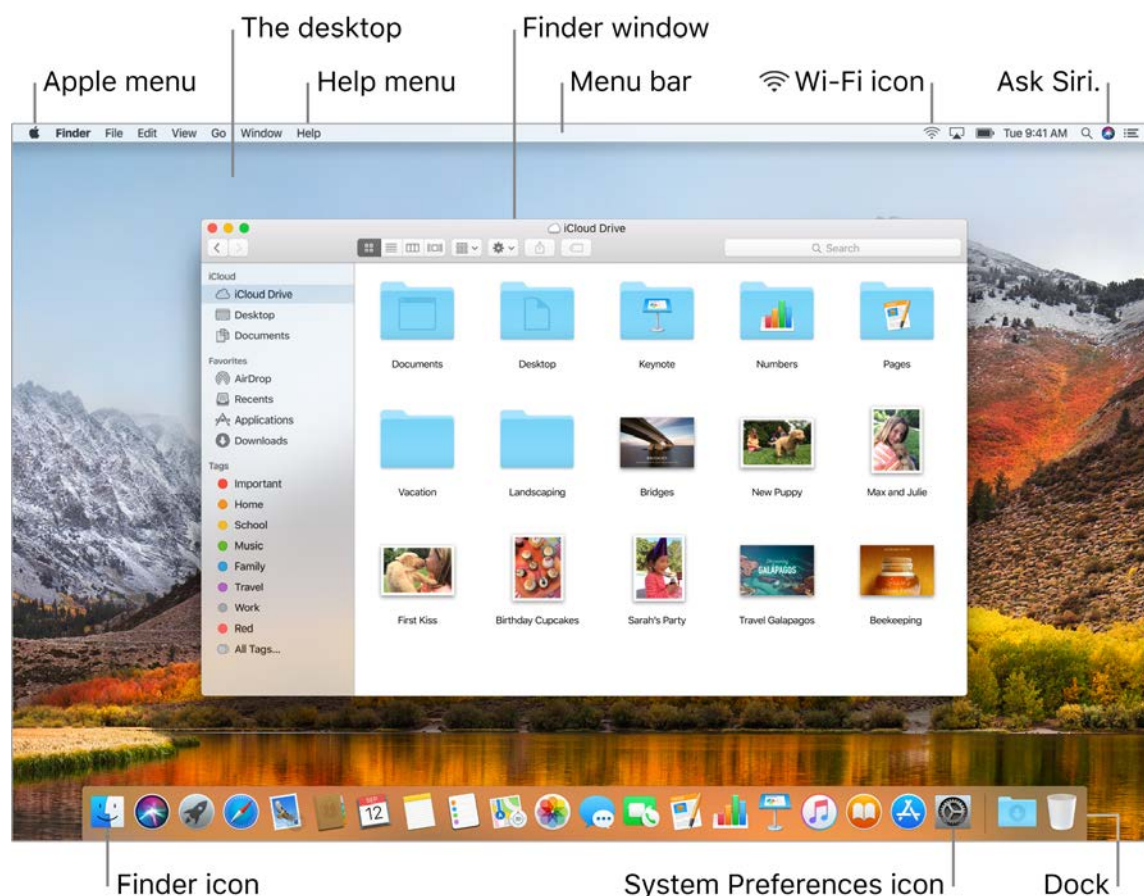 The desktop
Finder window
Apple menu
Help menu
Menu bar
Wi-Fi icon
Ask Siri.
Finder File Edit View Go Window Help
Tue 9:41 AM
iCloud Drive
Search
iCloud
iCloud Drive
Desktop
Documents
Favorites
AirDrop
Recents
Applications
Downloads
Tags
Important
Home
School
Music
Family
Travel
Work
Red
All Tags...
Documents
Desktop
Keynote
Numbers
Pages
Vacation
Landscaping
BRIDGES
Bridges
New Puppy
Max and Julie
First Kiss
Birthday Cupcakes
Sarah's Party
GALÁPAGOS
Travel Galapagos
Beekeeping
SEP
12
Finder icon
System Preferences icon
Dock